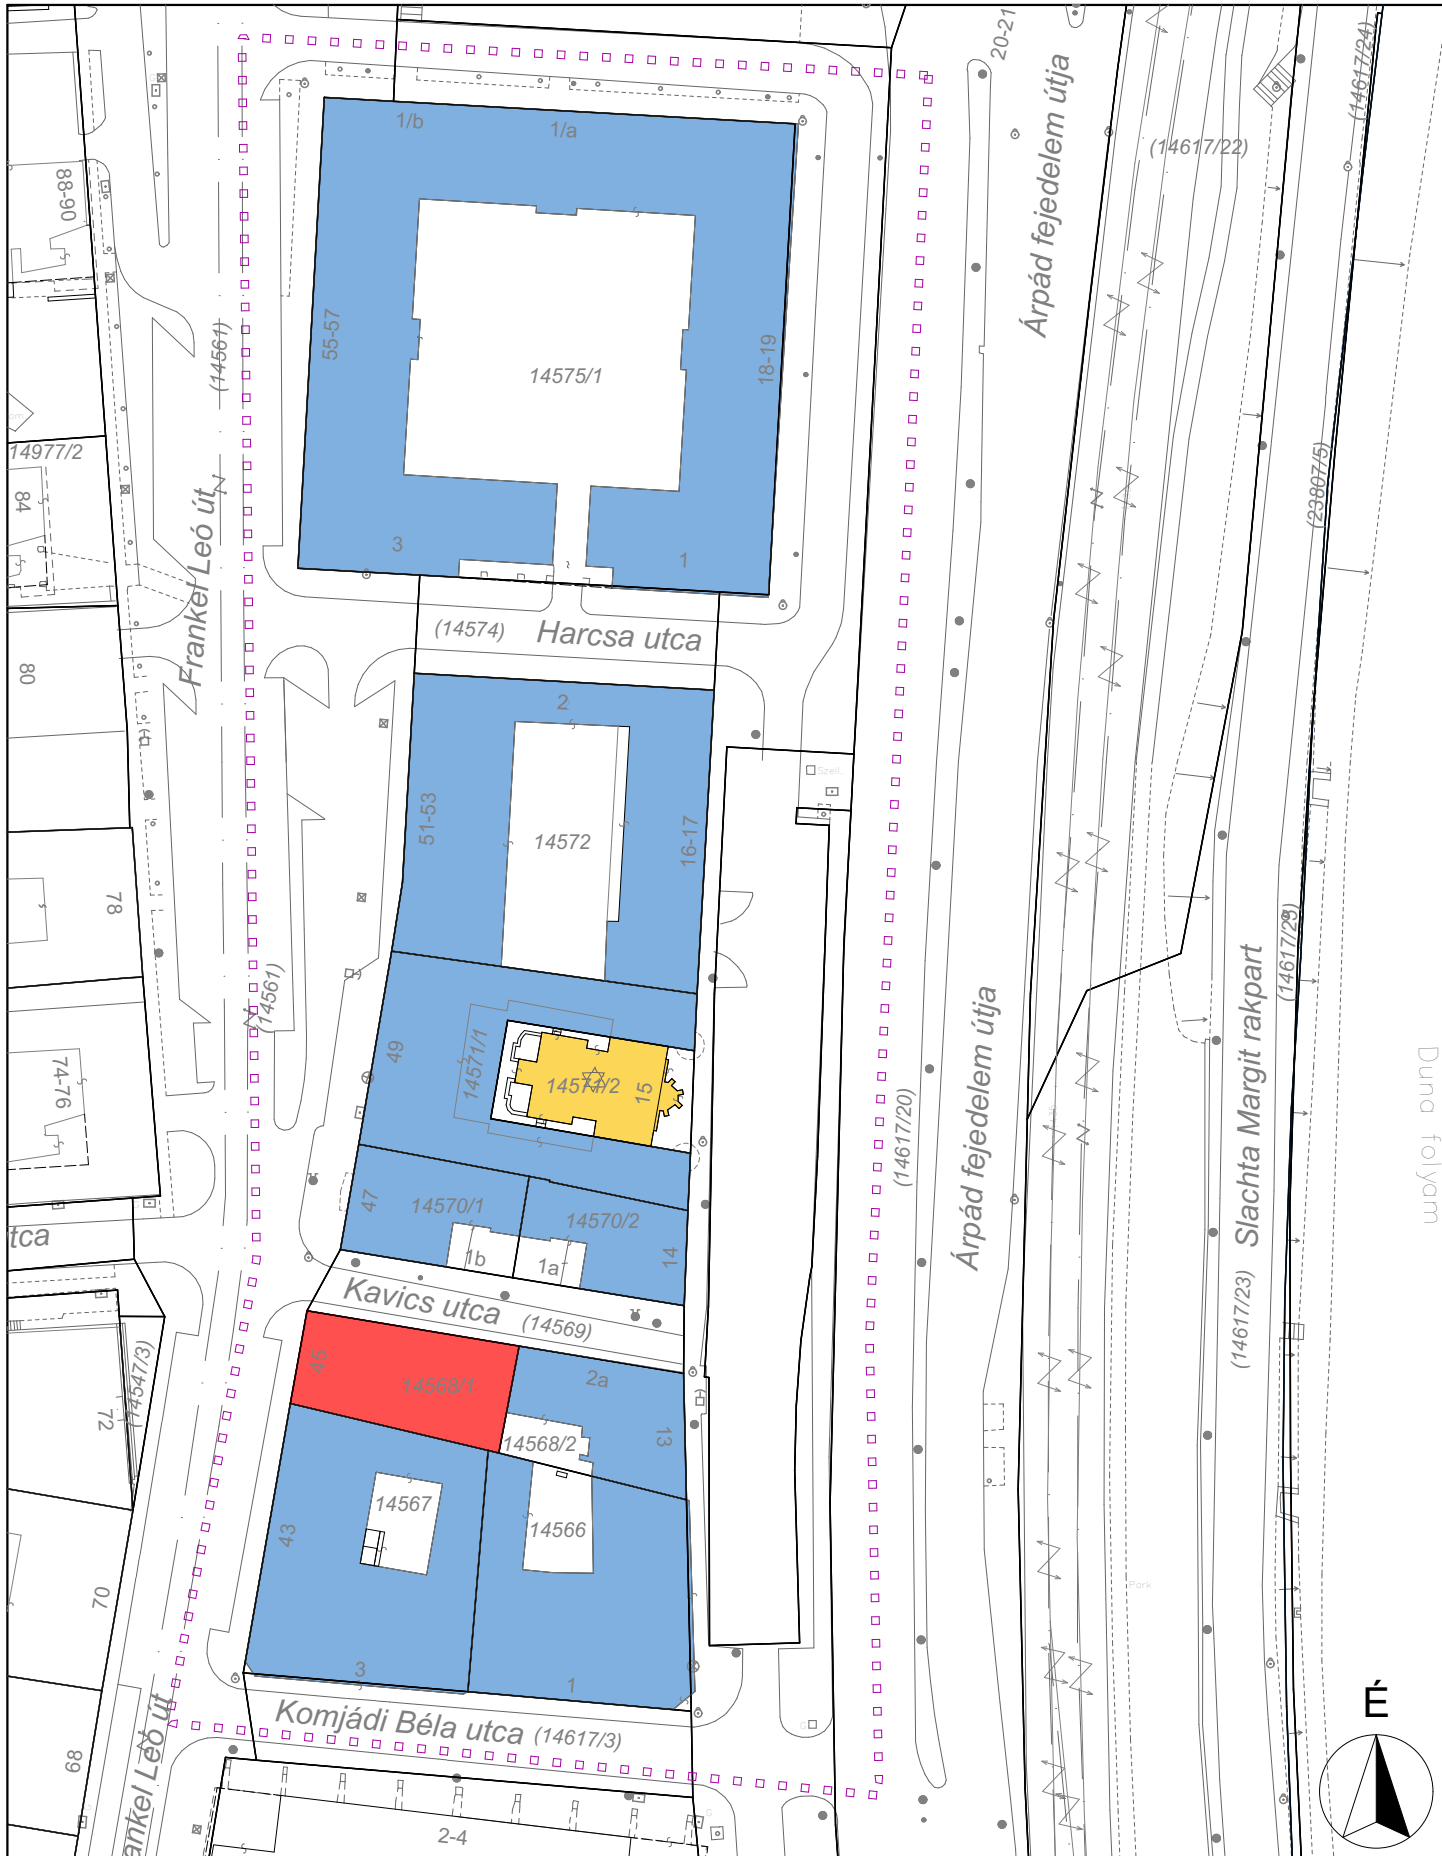 20-21
(14617/24)
1/b
1/a
Árpád fejedelem útja
(14617/22)
88-90
55-57
(14561)
18-19
14575/1
14977/2
84
Frankel Leó út
(23807/5)
3
1
(14574)
Harcsa utca
80
2
51-53
14572
16-17
78
(14561)
(14617/25)
Slachta Margit rakpart
49
14571/1
14571/2
15
74-76
Árpád fejedelem útja
(14617/20)
Duna folyam
47
14570/1
14570/2
14
1b
1a
tca
Kavics utca
(14569)
(14617/23)
45
14568/1
2a
13
14568/2
(14547/3)
72
14567
14566
43
70
Park
3
1
Komjádi Béla utca (14617/3)
É
68
ankel Leó út
2-4